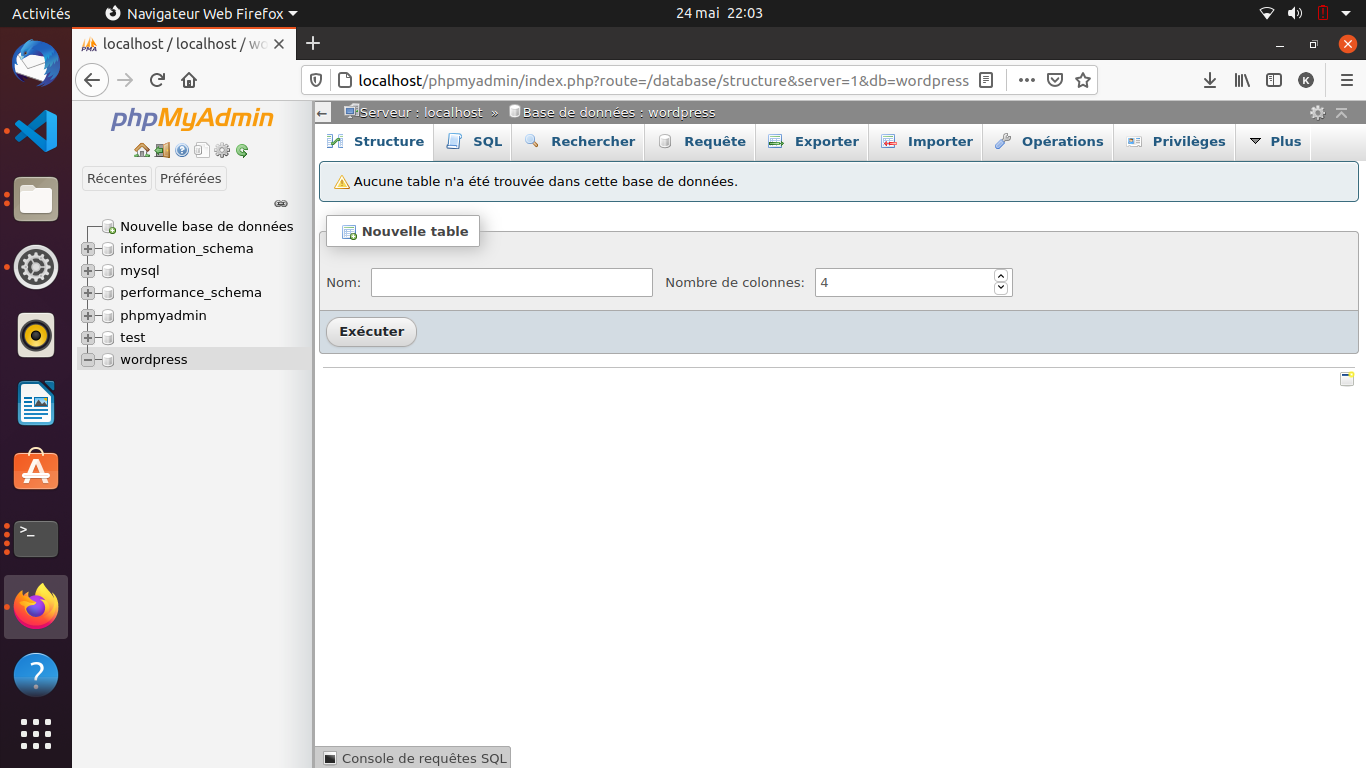 Activités
Navigateur Web Firefox
24 mai 22:03
localhost / localhost / wo
localhost/phpmyadmin/index.php?route=/database/structure&server=1&db=wordpress
K
phpMyAdmin
Récentes
Préférées
Nouvelle base de données
information_schema
mysql
performance_schema
phpmyadmin
test
wordpress
Serveur : localhost » Base de données : wordpress
Structure
SQL
Rechercher
Requête
Exporter
Importer
Opérations
Privilèges
Plus
Aucune table n'a été trouvée dans cette base de données.
Nouvelle table
Nom:
Nombre de colonnes: 4
Exécuter
Console de requêtes SQL